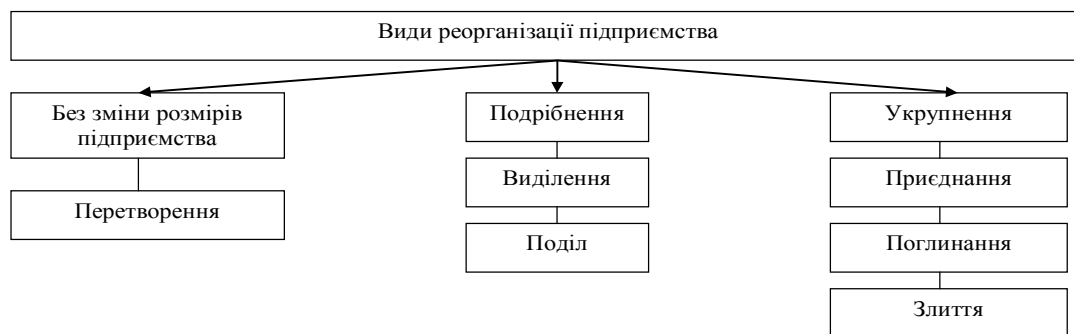 Види реорганізації підприємства
Без зміни розмірів
підприємства
Перетворення
Подрібнення
Виділення
Поділ
Укрупнення
Приєднання
Поглинання
Злиття